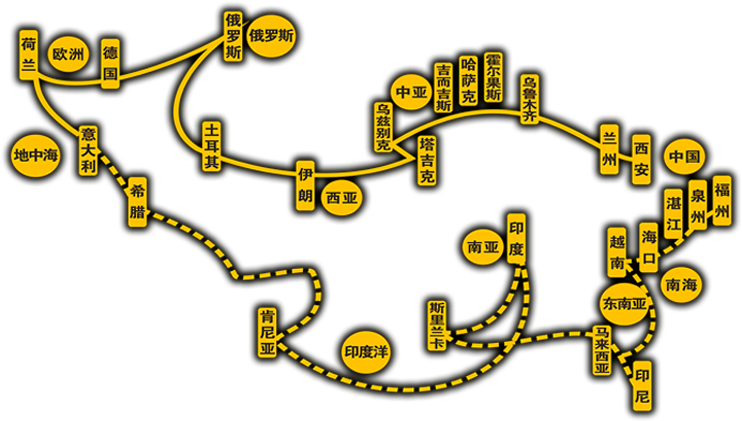 荷兰
欧洲
德国
俄罗斯
俄罗斯
地中海
意大利
希腊
土耳其
伊朗
西亚
乌兹别克
塔吉克
中亚
吉而吉斯
哈萨克
霍尔果斯
乌鲁木齐
兰州
西安
中国
福州
泉州
湛江
海口
越南
南海
东南亚
马来西亚
印尼
南亚
印度
斯里兰卡
印度洋
肯尼亚